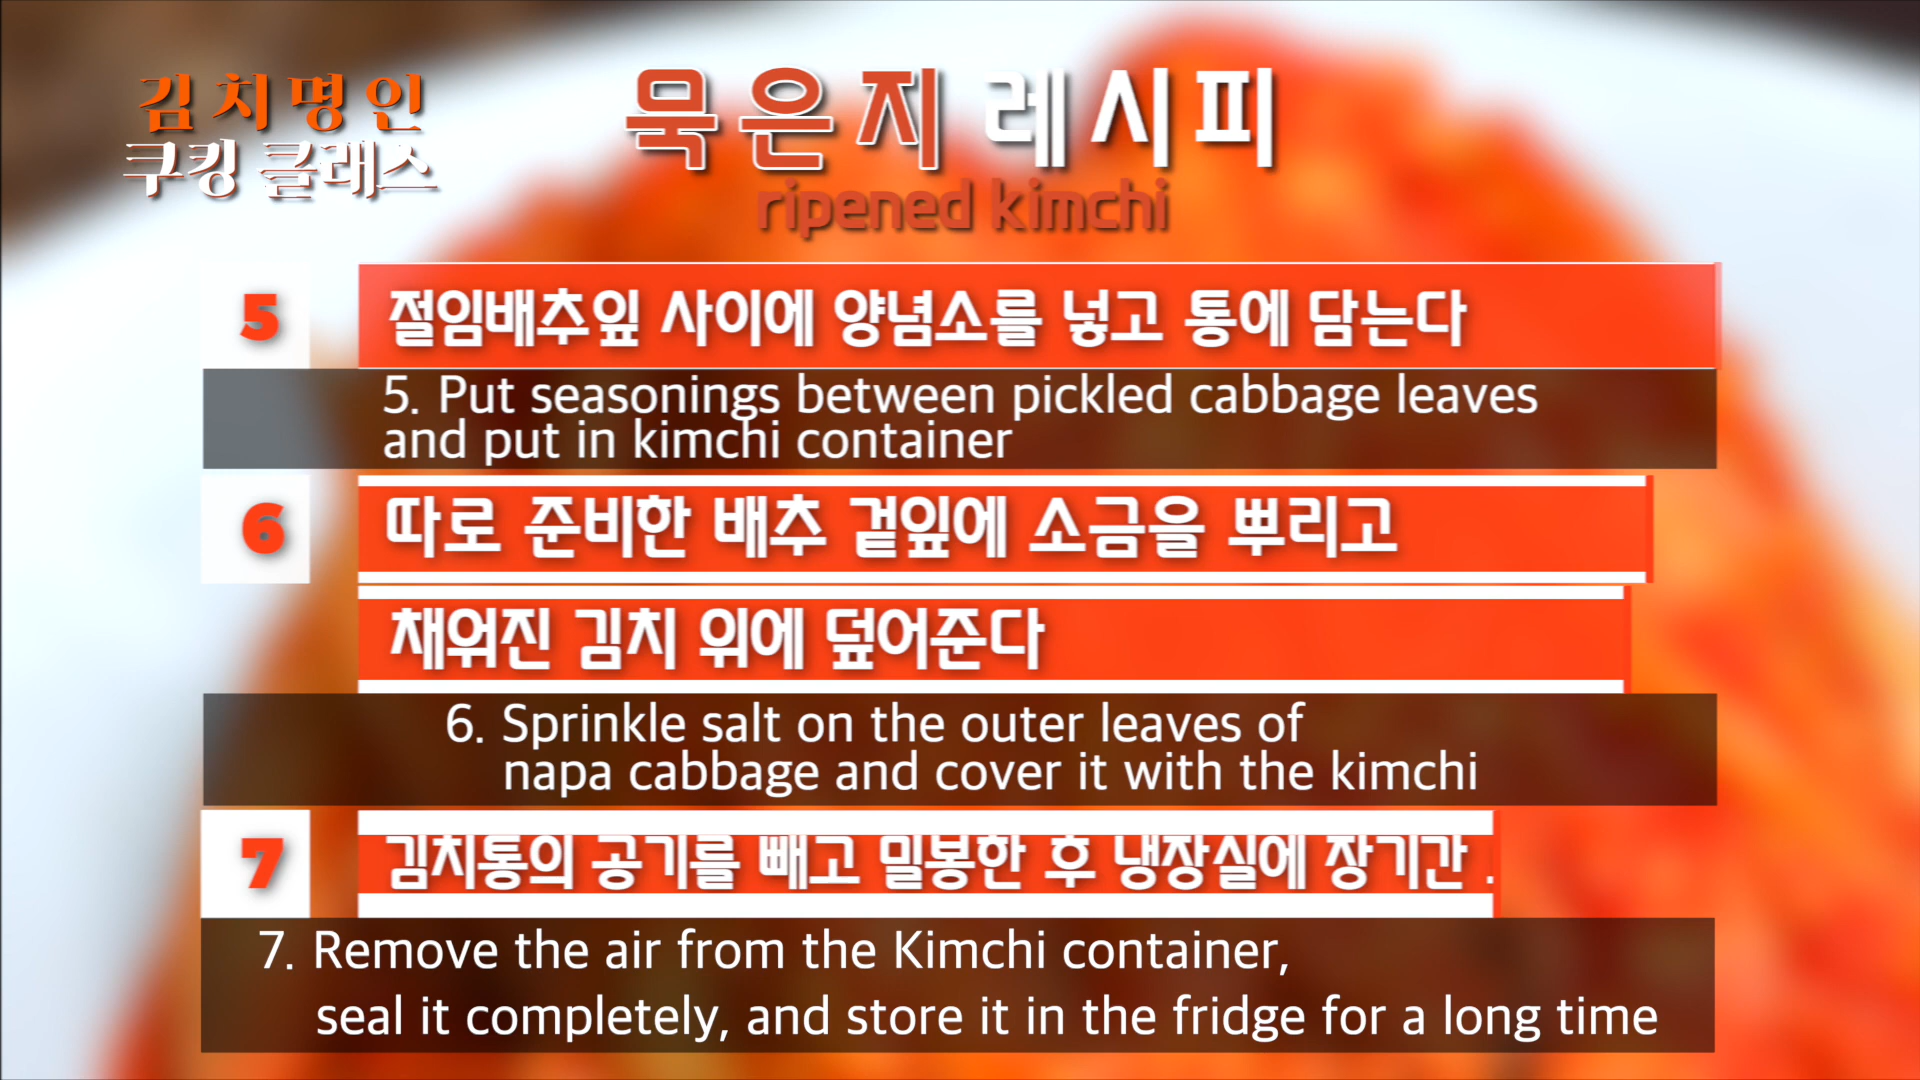 김치명인
쿠킹 클래스
묵은지 레시피
ripened kimchi
5
절임배추잎 사이에 양념소를 넣고 통에 담는다
5. Put seasonings between pickled cabbage leaves
and put in kimchi container
6
따로 준비한 배추 겉잎에 소금을 뿌리고
채워진 김치 위에 덮어준다
6. Sprinkle salt on the outer leaves of
napa cabbage and cover it with the kimchi
7
김치통의 공기를 빼고 밀봉한 후 냉장실에 장기간
7. Remove the air from the Kimchi container,
seal it completely, and store it in the fridge for a long time